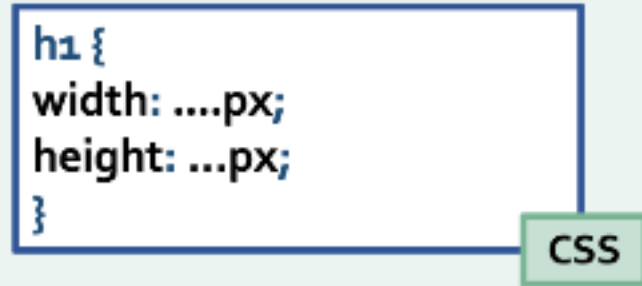 h1 {
width: ....px;
height: ...px;
}
CSS